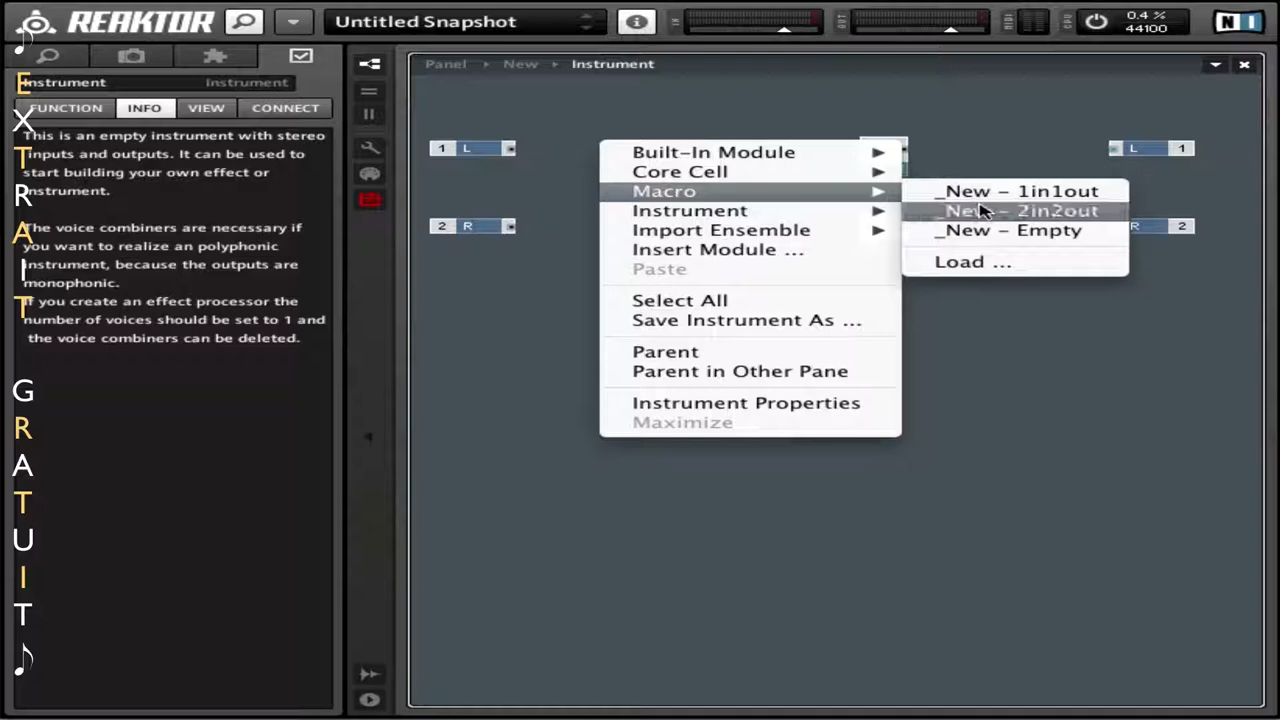 REAKTOR
Untitled Snapshot
IN
OUT
MIDI
CPU
0.4 %
44100
NI
Instrument
Instrument
FUNCTION
INFO
VIEW
CONNECT
This is an empty instrument with stereo
inputs and outputs. It can be used to
start building your own effect or
instrument.
The voice combiners are necessary if
you want to realize an polyphonic
instrument, because the outputs are
monophonic.
If you create an effect processor the
number of voices should be set to 1 and
the voice combiners can be deleted.
EXTRAIT GRATUIT
Panel
New
Instrument
1 L
2 R
L 1
R 2
Built-In Module
Core Cell
Macro
Instrument
Import Ensemble
Insert Module ...
Paste
Select All
Save Instrument As ...
Parent
Parent in Other Pane
Instrument Properties
Maximize
_New - 1in1out
_New - 2in2out
_New - Empty
Load ...